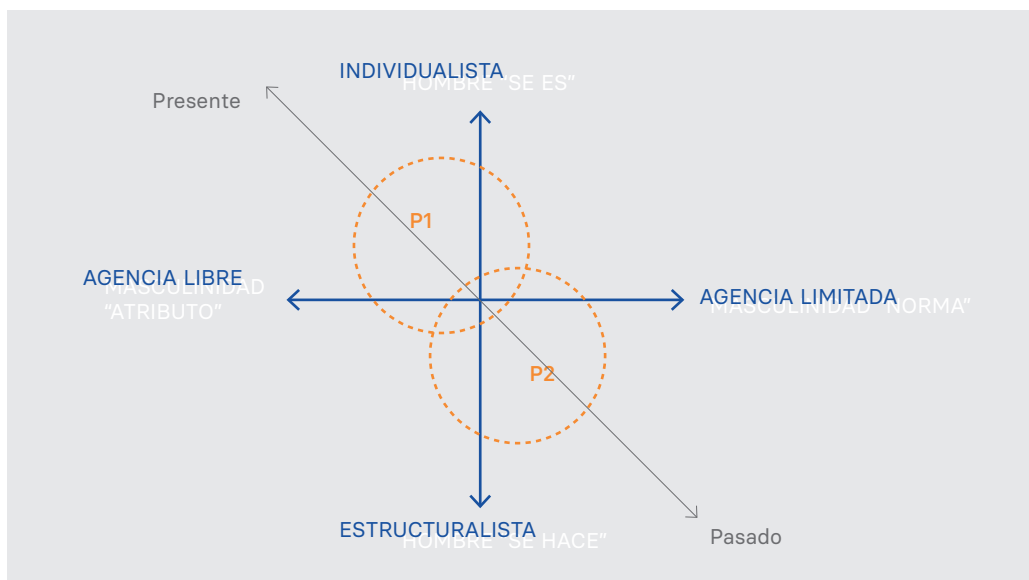 INDIVIDUALISTA
HOMBRE “SE ES”
Presente
P1
AGENCIA LIBRE
MASCULINIDAD
“ATRIBUTO“
AGENCIA LIMITADA
MASCULINIDAD “NORMA”
P2
ESTRUCTURALISTA
HOMBRE “SE HACE”
Pasado